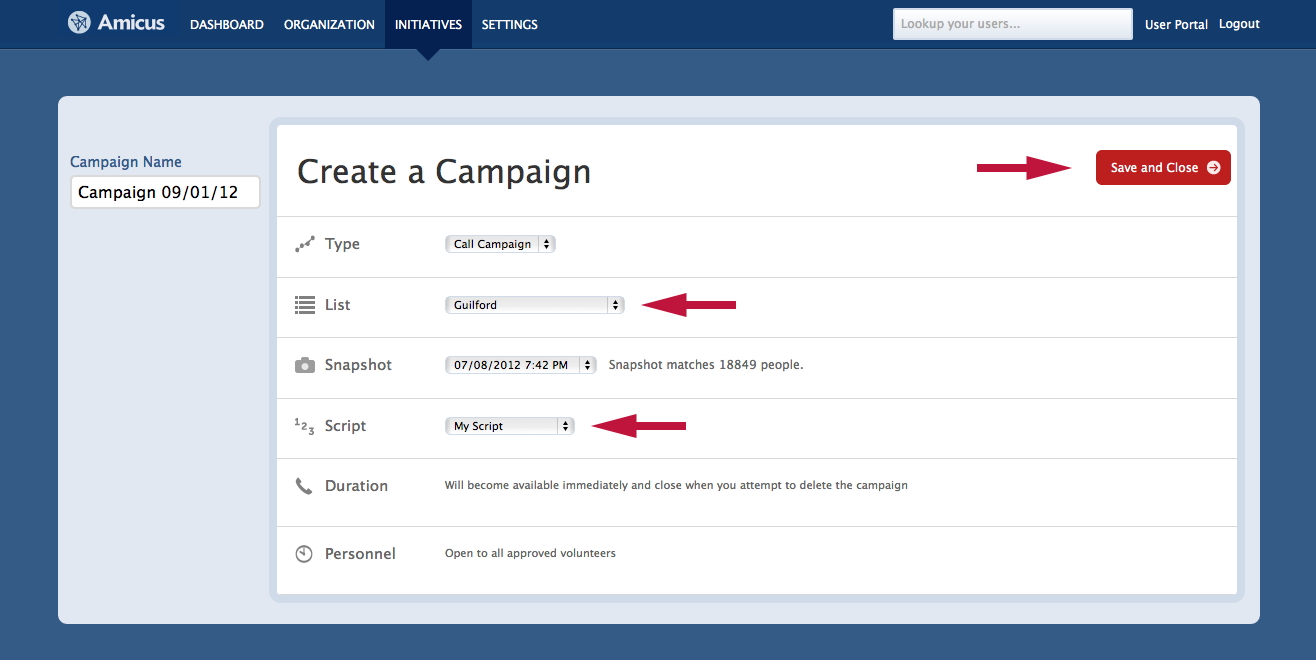 Amicus DASHBOARD ORGANIZATION INITIATIVES SETTINGS Lookup your users... User Portal Logout
Campaign Name
Campaign 09/01/12
Create a Campaign
Save and Close
Type Call Campaign
List Guilford
Snapshot 07/08/2012 7:42 PM Snapshot matches 18849 people.
123 Script My Script
Duration Will become available immediately and close when you attempt to delete the campaign
Personnel Open to all approved volunteers